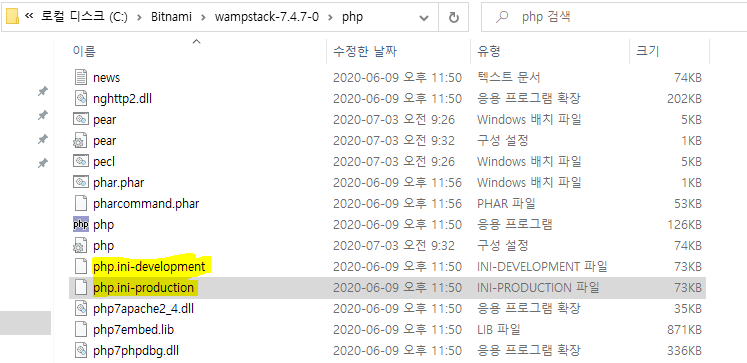 « 로컬 디스크 (C:) › Bitnami › wampstack-7.4.7-0 › php php 검색
이름 수정한 날짜 유형 크기
news 2020-06-09 오후 11:50 텍스트 문서 74KB
nghttp2.dll 2020-06-09 오후 11:50 응용 프로그램 확장 202KB
pear 2020-07-03 오전 9:26 Windows 배치 파일 5KB
pear 2020-07-03 오전 9:32 구성 설정 1KB
pecl 2020-07-03 오전 9:26 Windows 배치 파일 5KB
phar.phar 2020-06-09 오후 11:56 Windows 배치 파일 1KB
pharcommand.phar 2020-06-09 오후 11:56 PHAR 파일 53KB
php php 2020-06-09 오후 11:50 응용 프로그램 126KB
php 2020-07-03 오전 9:32 구성 설정 74KB
php.ini-development 2020-06-09 오후 11:50 INI-DEVELOPMENT 파일 73KB
php.ini-production 2020-06-09 오후 11:50 INI-PRODUCTION 파일 73KB
php7apache2_4.dll 2020-06-09 오후 11:50 응용 프로그램 확장 35KB
php7embed.lib 2020-06-09 오후 11:50 LIB 파일 871KB
php7phpdbg.dll 2020-06-09 오후 11:50 응용 프로그램 확장 336KB